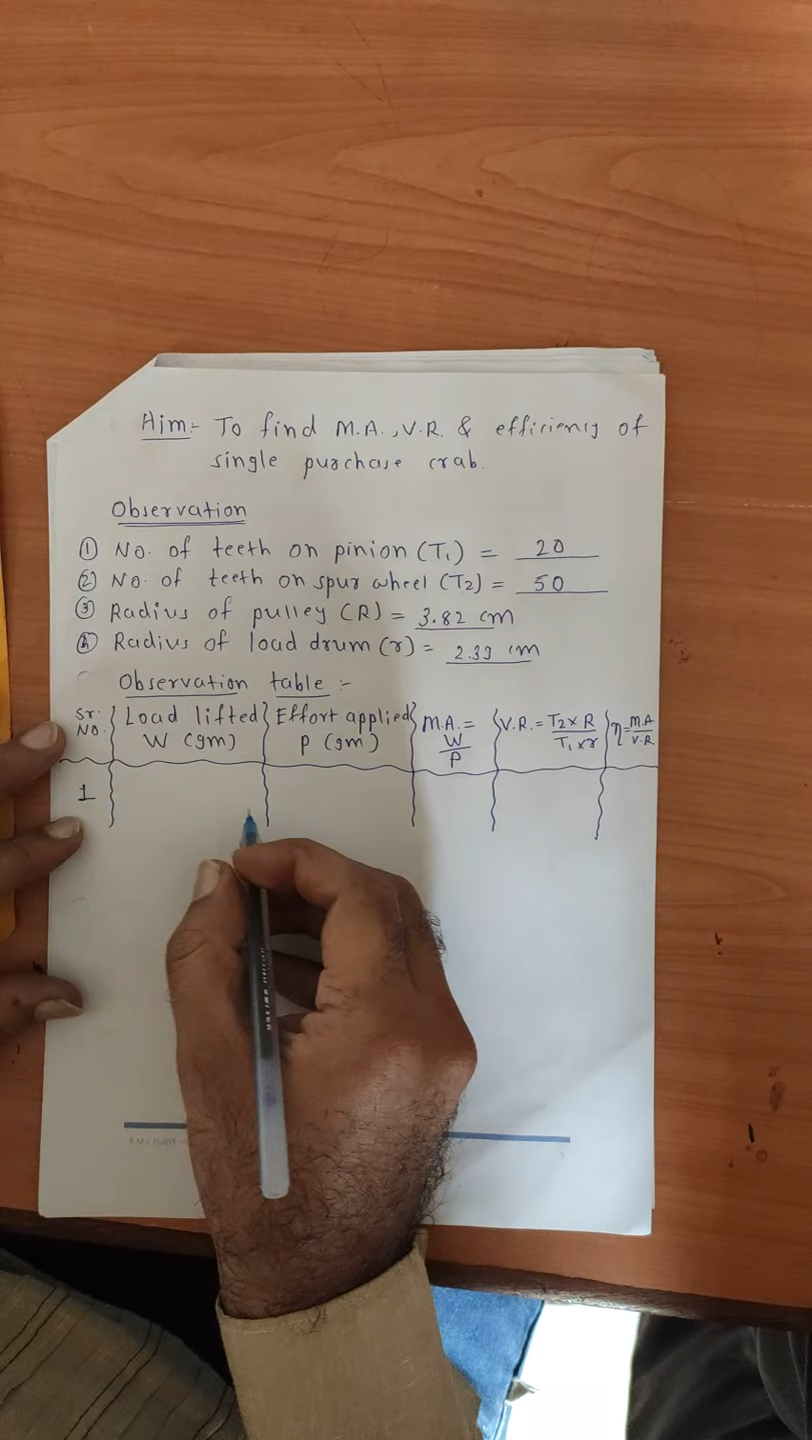 Aim:- To find M.A., V.R. & efficiency of
single purchase crab.
Observation
① No. of teeth on pinion (T1) = 20
② No. of teeth on spur wheel (T2) = 50
③ Radius of pulley (R) = 3.82 cm
④ Radius of load drum (r) = 2.39 cm
Observation table :-
Sr. No. Load lifted W (gm) Effort applied P (gm) M.A. = W/P V.R. = T2 x R / T1 x r η = M.A / V.R.
1